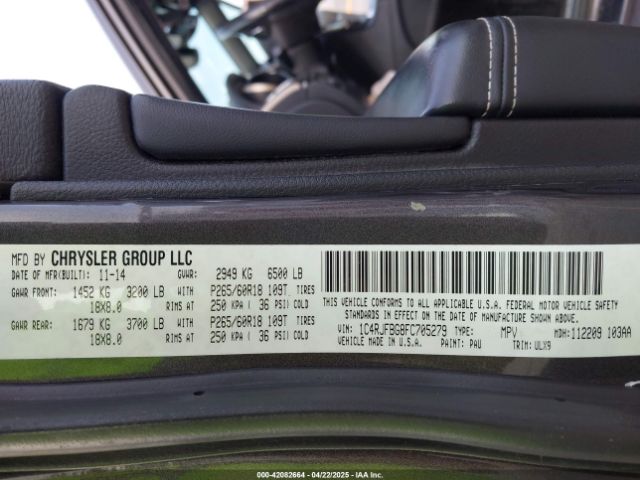 MFD BY CHRYSLER GROUP LLC
DATE OF MFR(BUILT): 11-14 GVWR: 2949 KG 6500 LB
GAWR FRONT: 1452 KG 3200 LB WITH P265/60R18 109T TIRES
18X8.0 RIMS AT 250 KPA ( 36 PSI) COLD
GAWR REAR: 1679 KG 3700 LB WITH P265/60R18 109T TIRES
18X8.0 RIMS AT 250 KPA ( 36 PSI) COLD
THIS VEHICLE CONFORMS TO ALL APPLICABLE U.S.A. FEDERAL MOTOR VEHICLE SAFETY
STANDARDS IN EFFECT ON THE DATE OF MANUFACTURE SHOWN ABOVE.
VIN: 1C4RJFBG8FC705279 TYPE: MPV MDH: 112209 103AA
VEHICLE MADE IN U.S.A. PAINT: PAU TRIM: ULX9
000-42082664 - 04/22/2025 - IAA Inc.